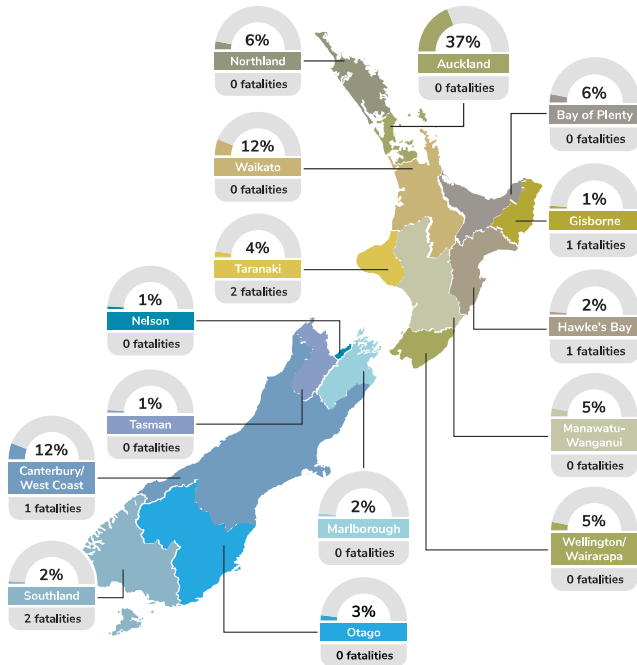 6%
Northland
0 fatalities
37%
Auckland
0 fatalities
6%
Bay of Plenty
0 fatalities
12%
Waikato
0 fatalities
1%
Gisborne
1 fatalities
4%
Taranaki
2 fatalities
1%
Nelson
0 fatalities
2%
Hawke's Bay
1 fatalities
1%
Tasman
0 fatalities
5%
Manawatu-
Wanganui
0 fatalities
12%
Canterbury/
West Coast
1 fatalities
2%
Marlborough
0 fatalities
5%
Wellington/
Wairarapa
0 fatalities
2%
Southland
2 fatalities
3%
Otago
0 fatalities